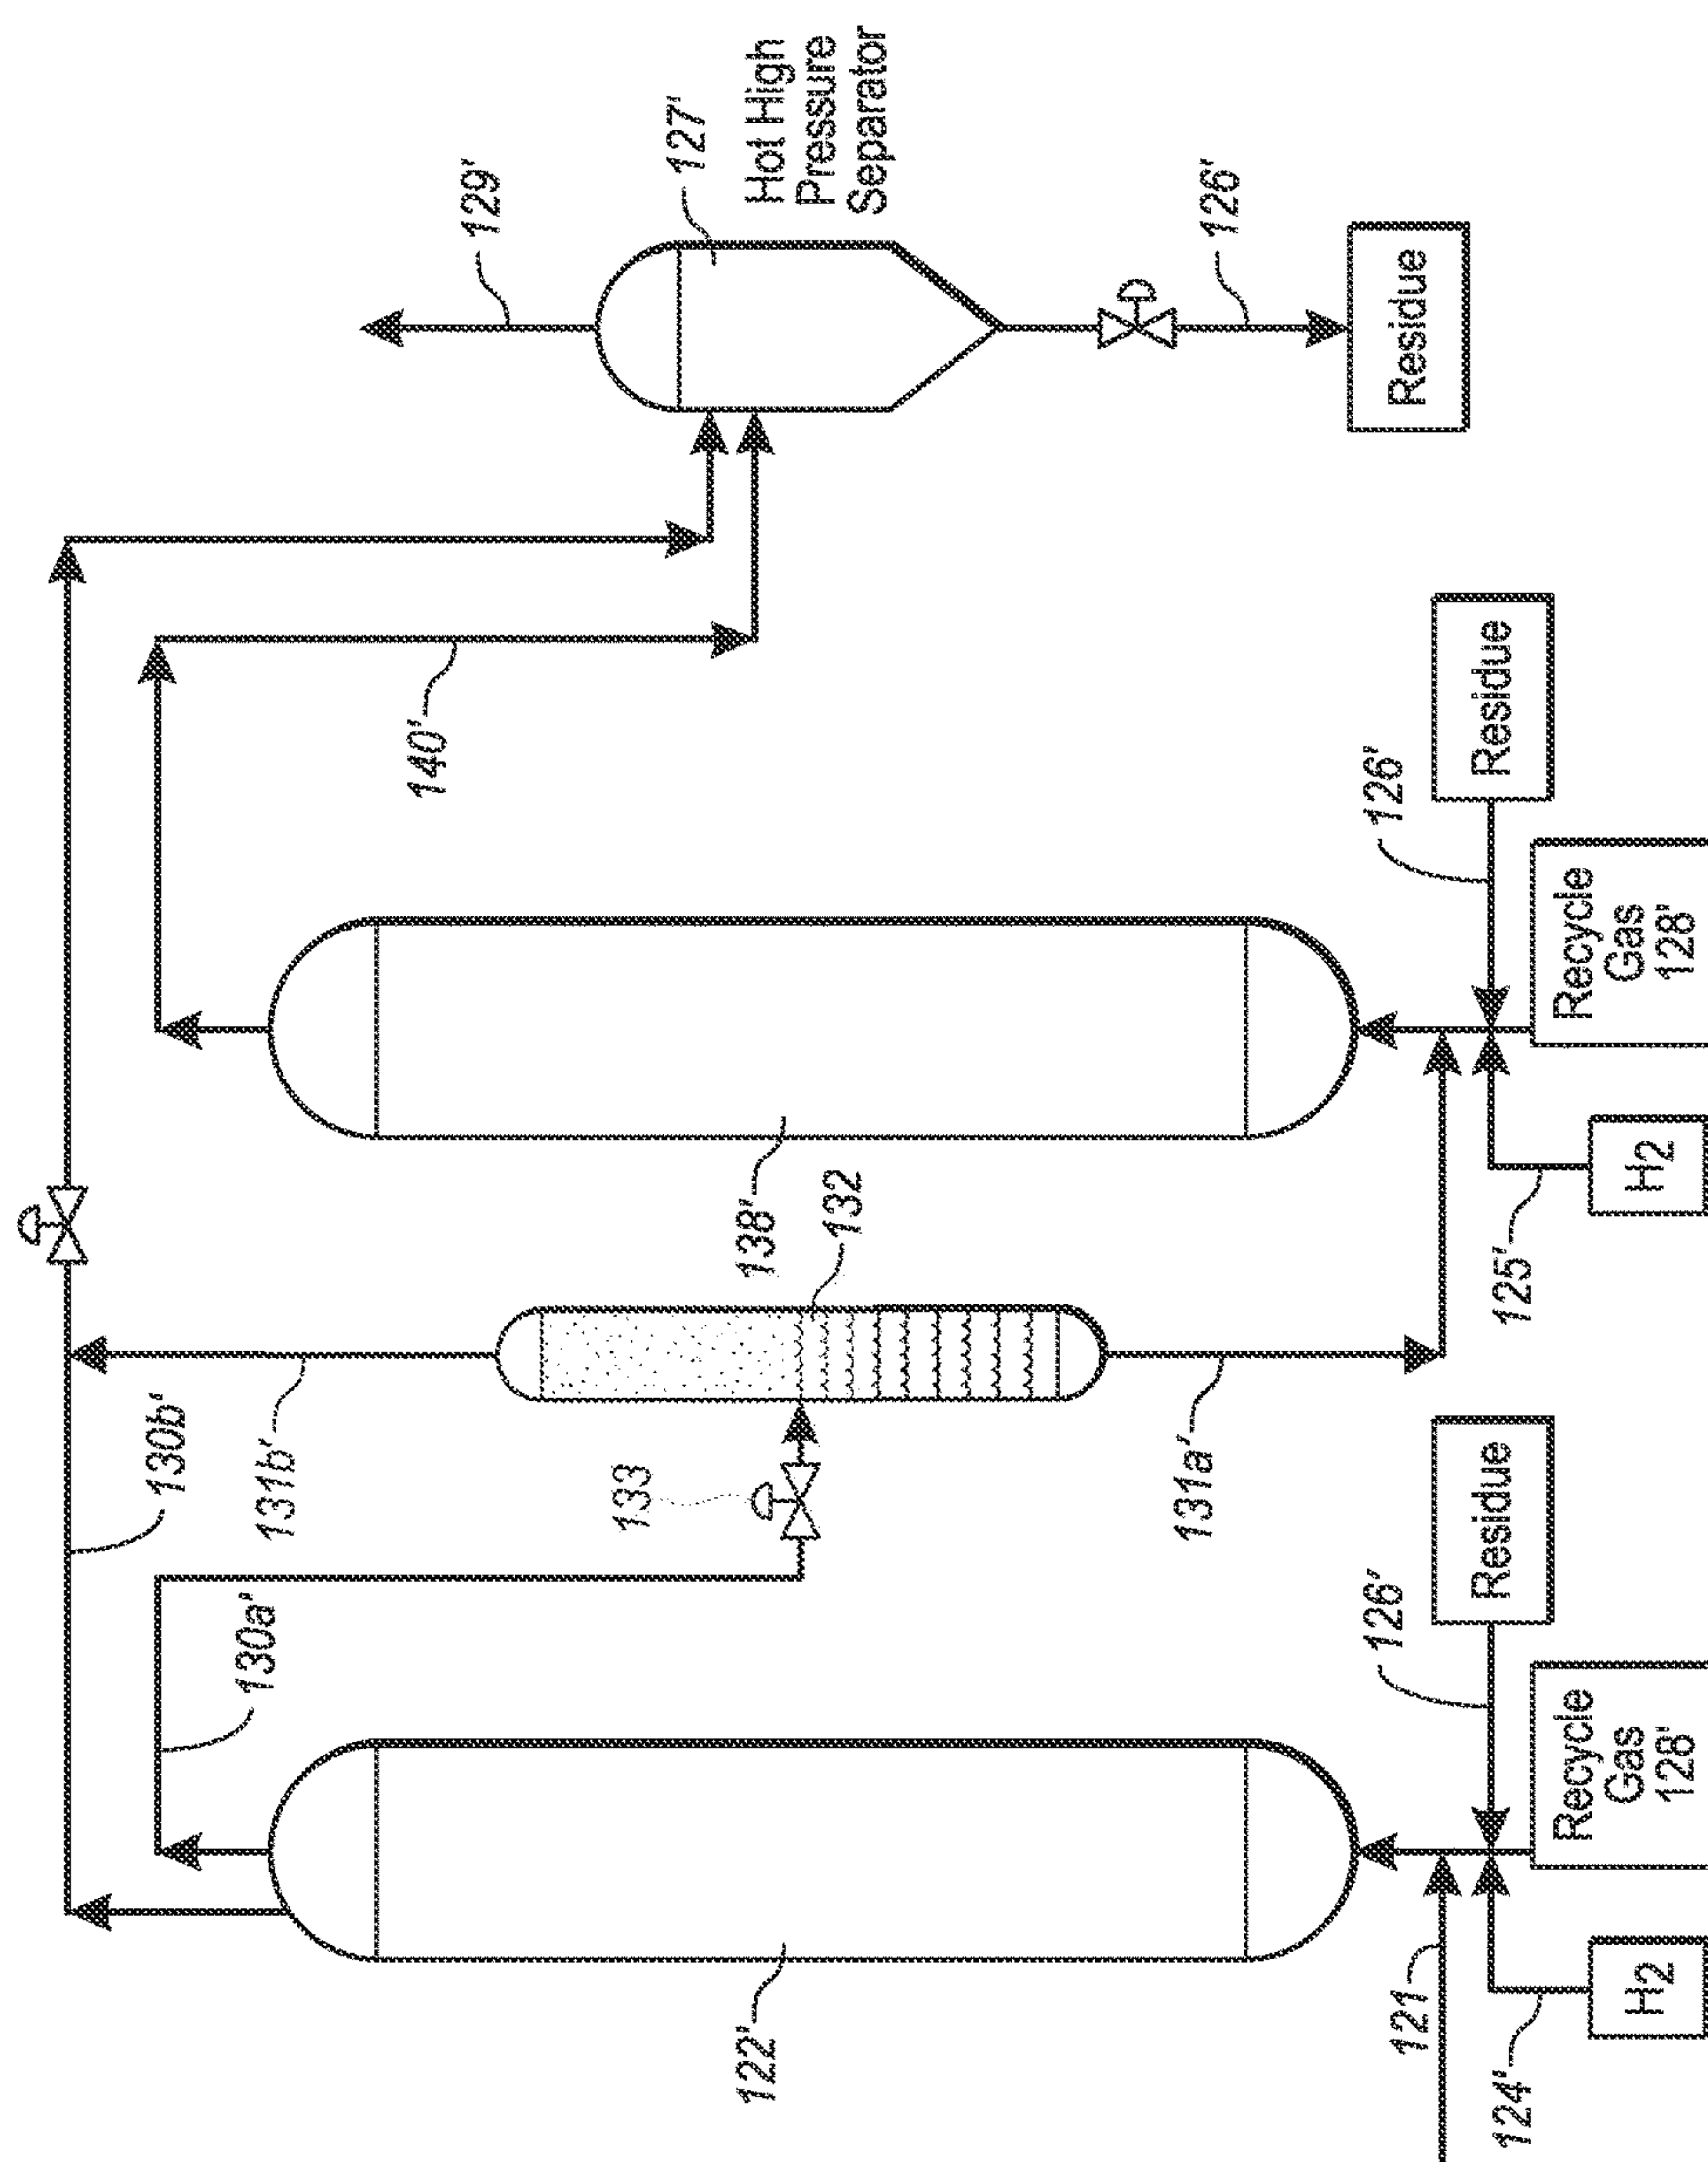 130b'
130a'
131b'
140'
129'
133
127'
Hot High
Pressure
Separator
122'
138'
132
131a'
126'
Residue
121
126'
126'
Residue
Residue
124'
H2
Recycle
Gas
128'
125'
H2
Recycle
Gas
128'